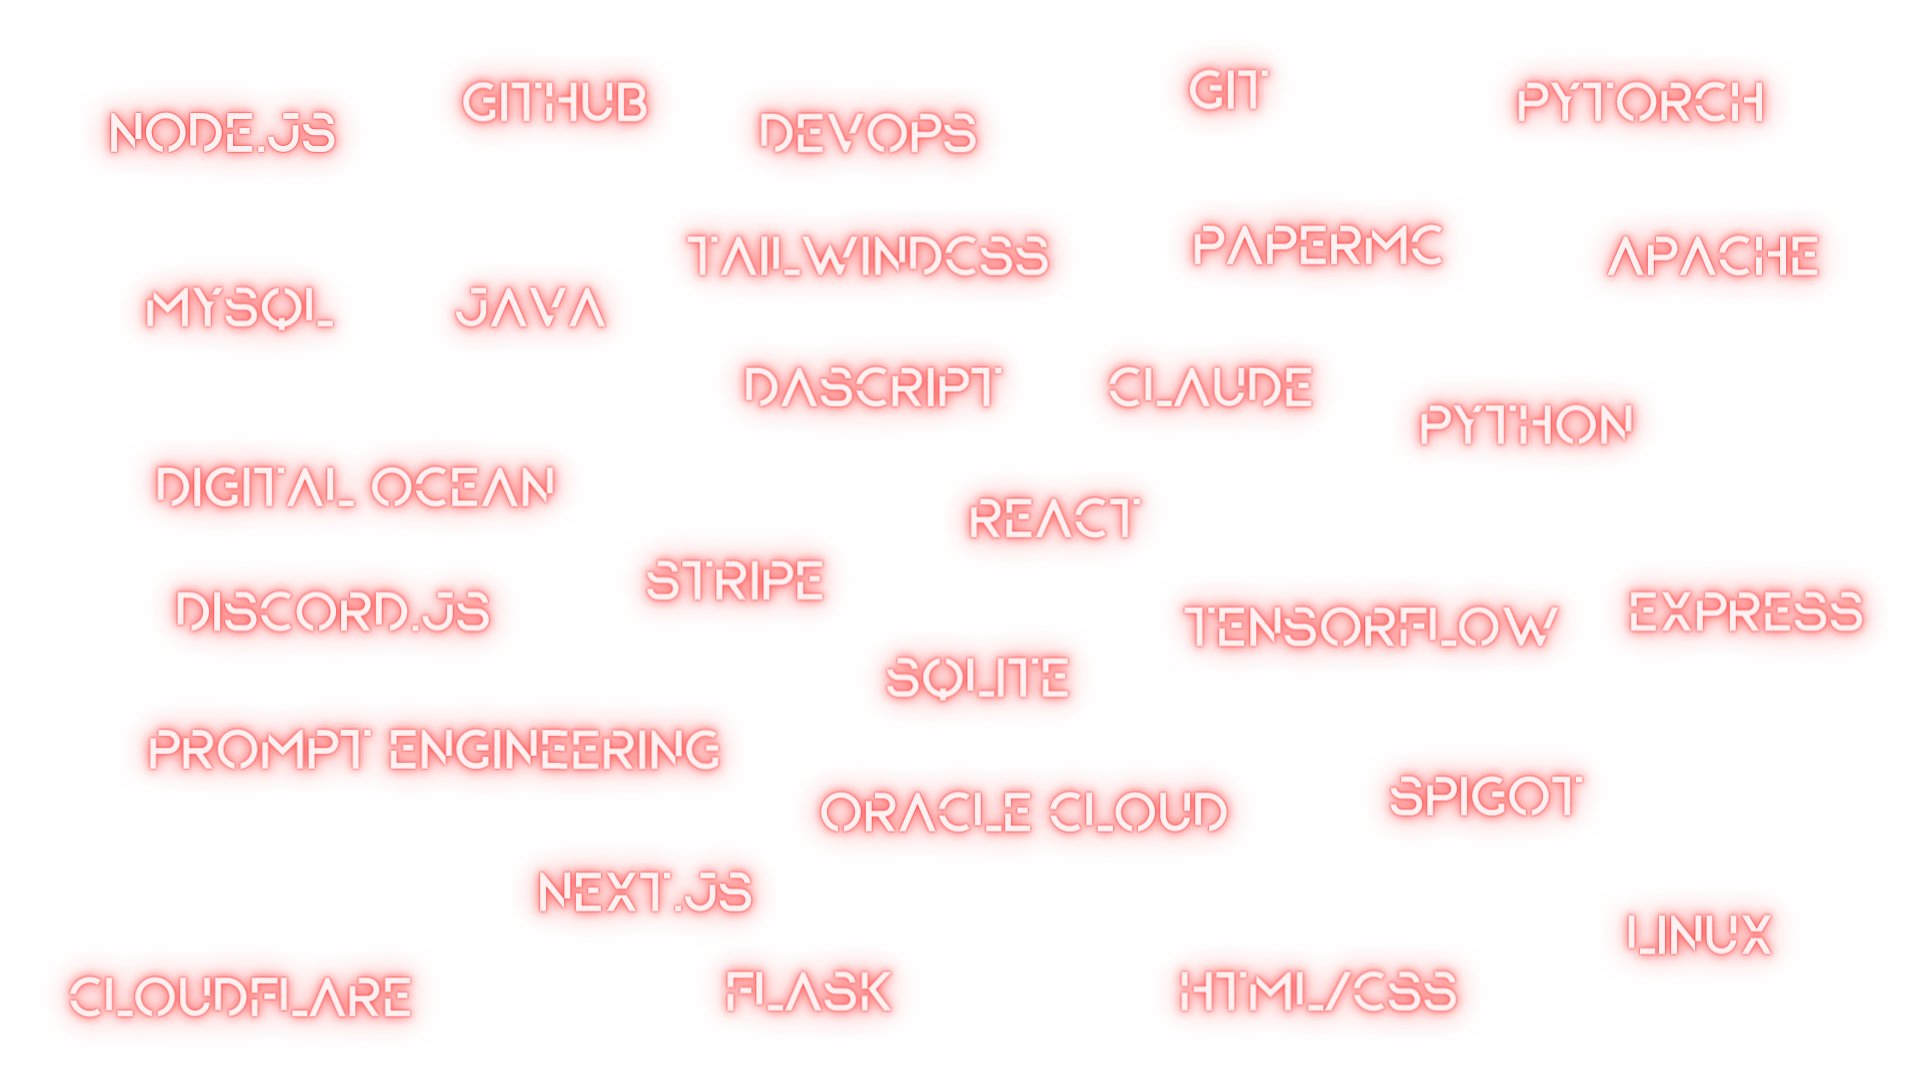 NODE.JS
GITHUB
DEVOPS
GIT
PYTORCH
TAILWINDCSS
PAPERMC
APACHE
MYSQL
JAVA
DASCRIPT
CLAUDE
PYTHON
DIGITAL OCEAN
REACT
STRIPE
DISCORD.JS
TENSORFLOW
EXPRESS
SQLITE
PROMPT ENGINEERING
ORACLE CLOUD
SPIGOT
NEXT.JS
LINUX
CLOUDFLARE
FLASK
HTML/CSS